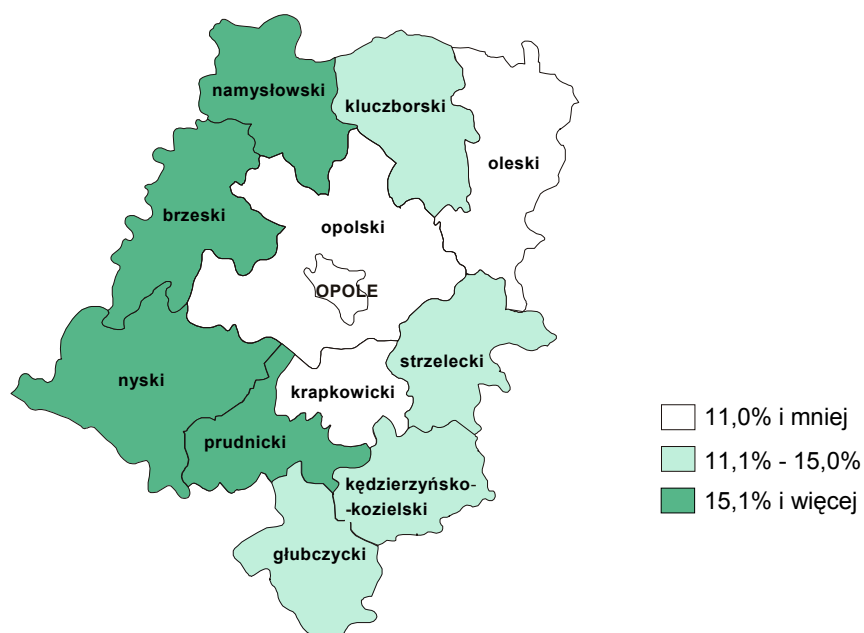 namysłowski
kluczborski
oleski
brzeski
opolski
OPOLE
strzelecki
nyski
krapkowicki
prudnicki
kędzierzyńsko-
-kozielski
głubczycki
11,0% i mniej
11,1% - 15,0%
15,1% i więcej